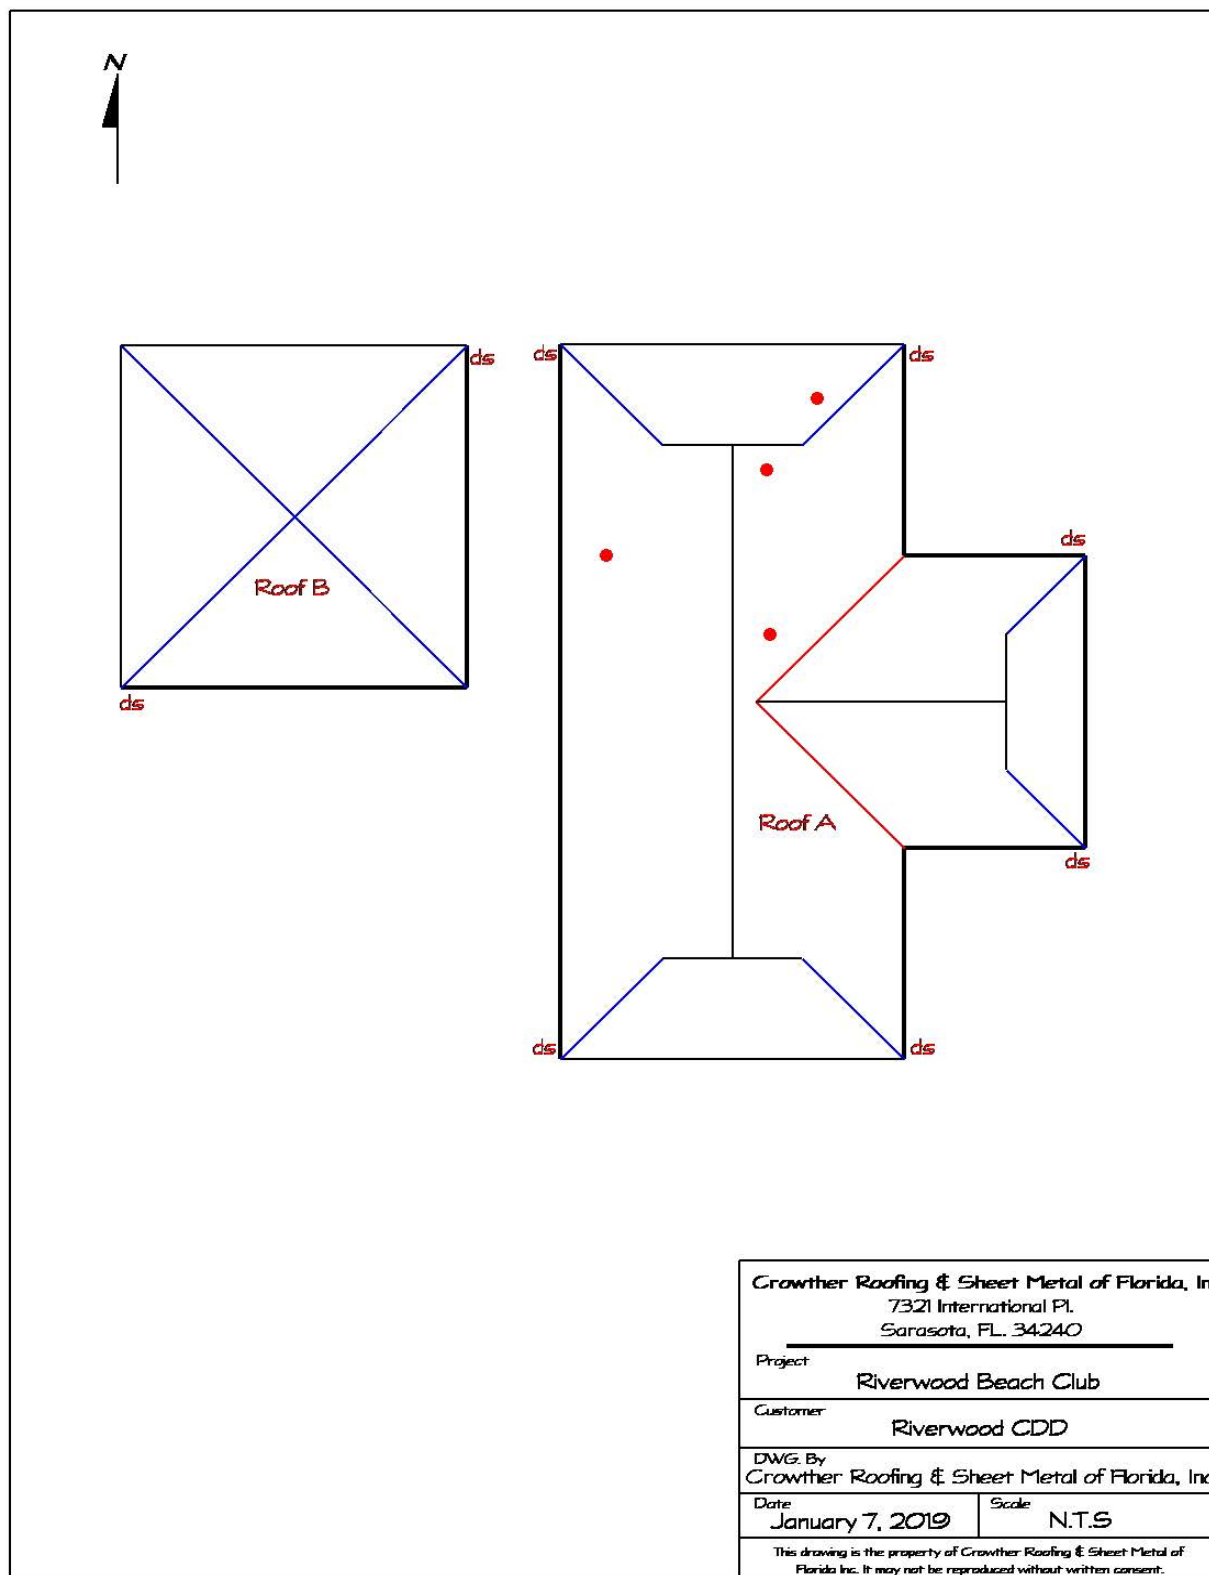 N
ds
ds
ds
ds
Roof B
ds
Roof A
ds
ds
ds
Crowther Roofing & Sheet Metal of Florida, In
7321 International Pl.
Sarasota, FL. 34240
Project
Riverwood Beach Club
Customer
Riverwood CDD
DWG. By
Crowther Roofing & Sheet Metal of Florida, Inc
Date
January 7, 2019
Scale
N.T.S
This drawing is the property of Crowther Roofing & Sheet Metal of
Florida Inc. It may not be reproduced without written consent.